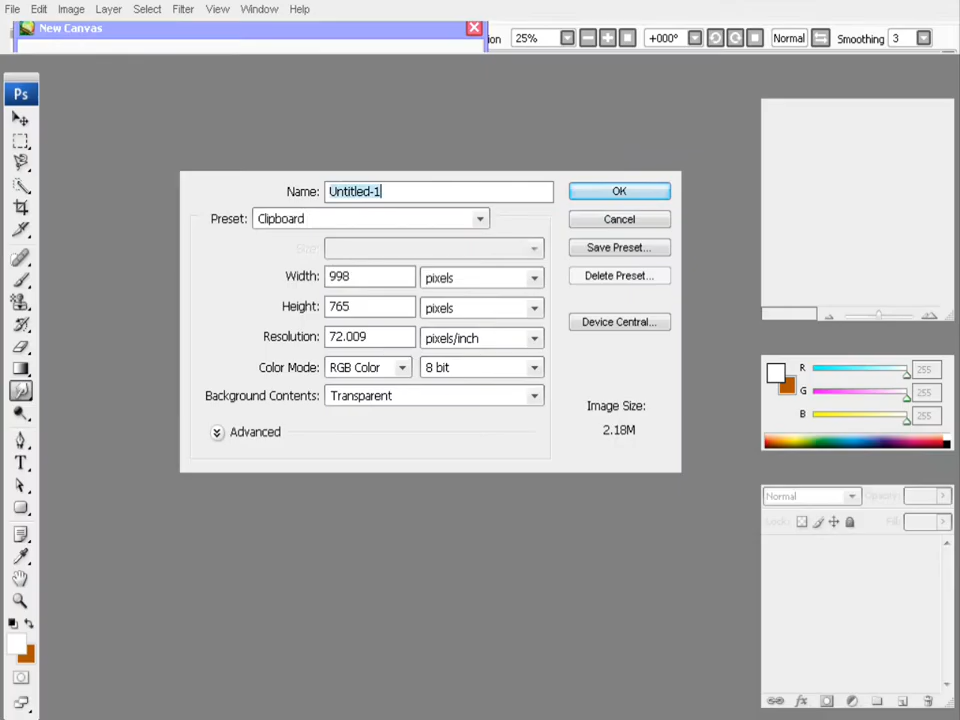 File Edit Image Layer Select Filter View Window Help
New Canvas
ion 25% +000° Normal Smoothing 3
Ps
Name: Untitled-1 OK
Preset: Clipboard Cancel
Size: Save Preset...
Width: 998 pixels Delete Preset...
Height: 765 pixels Device Central...
Resolution: 72.009 pixels/inch
Color Mode: RGB Color 8 bit
Background Contents: Transparent Image Size:
2.18M
Advanced
R 255
G 255
B 255
Normal Opacity:
Lock: Fill: